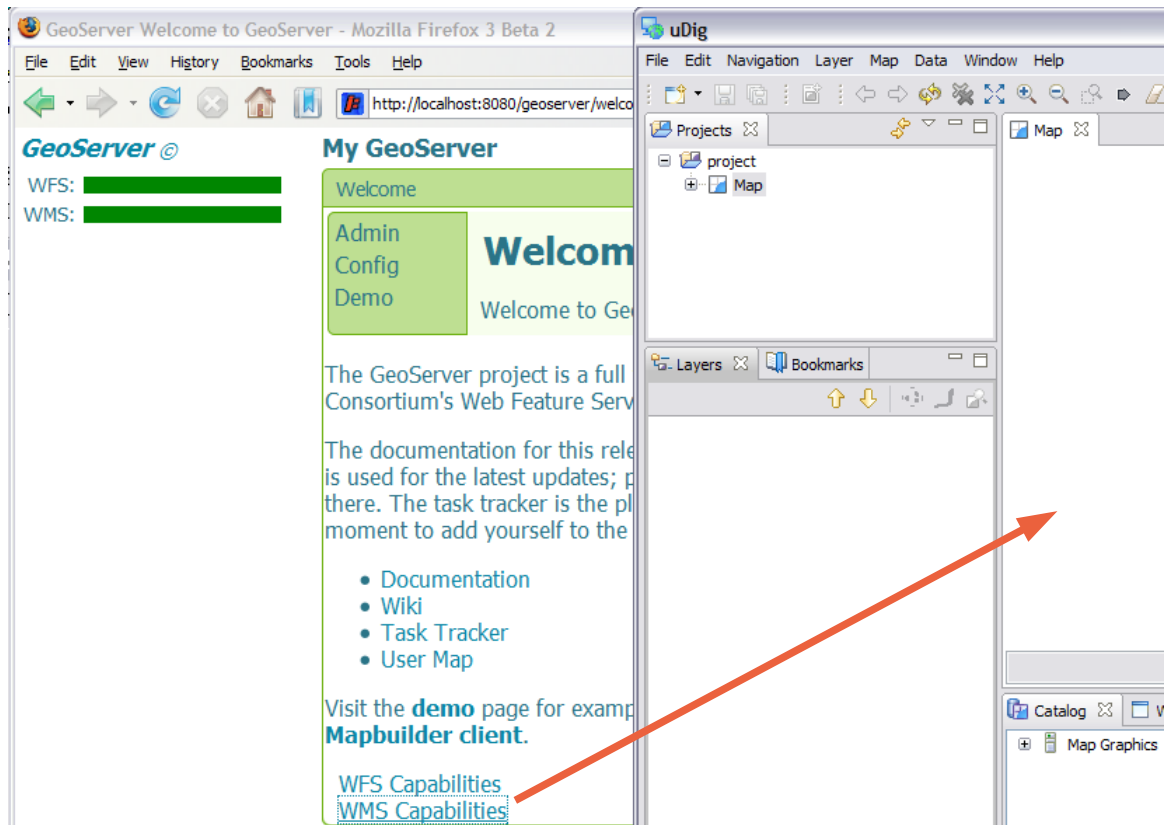 GeoServer Welcome to GeoServer - Mozilla Firefox 3 Beta 2
File Edit View History Bookmarks Tools Help
http://localhost:8080/geoserver/welco
GeoServer ©
WFS:
WMS:
My GeoServer
Welcome
Admin
Config
Demo
Welcom
Welcome to Ge
The GeoServer project is a full
Consortium's Web Feature Serv
The documentation for this rele
is used for the latest updates; p
there. The task tracker is the pl
moment to add yourself to the
• Documentation
• Wiki
• Task Tracker
• User Map
Visit the demo page for examp
Mapbuilder client.
WFS Capabilities
WMS Capabilities
uDig
File Edit Navigation Layer Map Data Window Help
Projects
project
Map
Layers Bookmarks
Map
Catalog W
Map Graphics